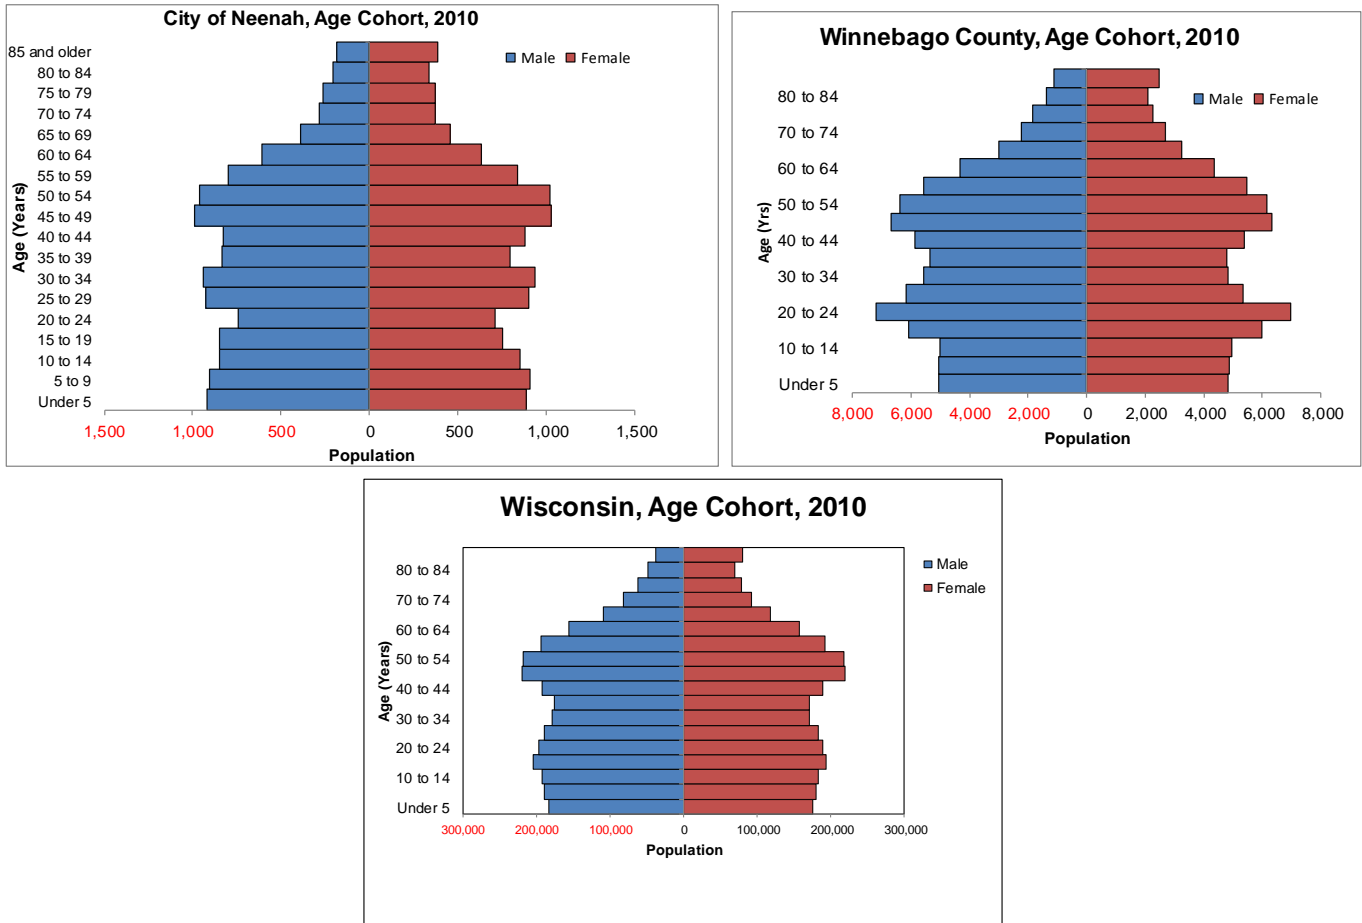 City of Neenah, Age Cohort, 2010
Male Female
85 and older
80 to 84
75 to 79
70 to 74
65 to 69
60 to 64
55 to 59
50 to 54
45 to 49
40 to 44
35 to 39
30 to 34
25 to 29
20 to 24
15 to 19
10 to 14
5 to 9
Under 5
Age (Years)
1,500 1,000 500 0 500 1,000 1,500
Population
Winnebago County, Age Cohort, 2010
Male Female
80 to 84
70 to 74
60 to 64
50 to 54
40 to 44
30 to 34
20 to 24
10 to 14
Under 5
Age (Yrs)
8,000 6,000 4,000 2,000 0 2,000 4,000 6,000 8,000
Population
Wisconsin, Age Cohort, 2010
Male
Female
80 to 84
70 to 74
60 to 64
50 to 54
40 to 44
30 to 34
20 to 24
10 to 14
Under 5
Age (Years)
300,000 200,000 100,000 0 100,000 200,000 300,000
Population